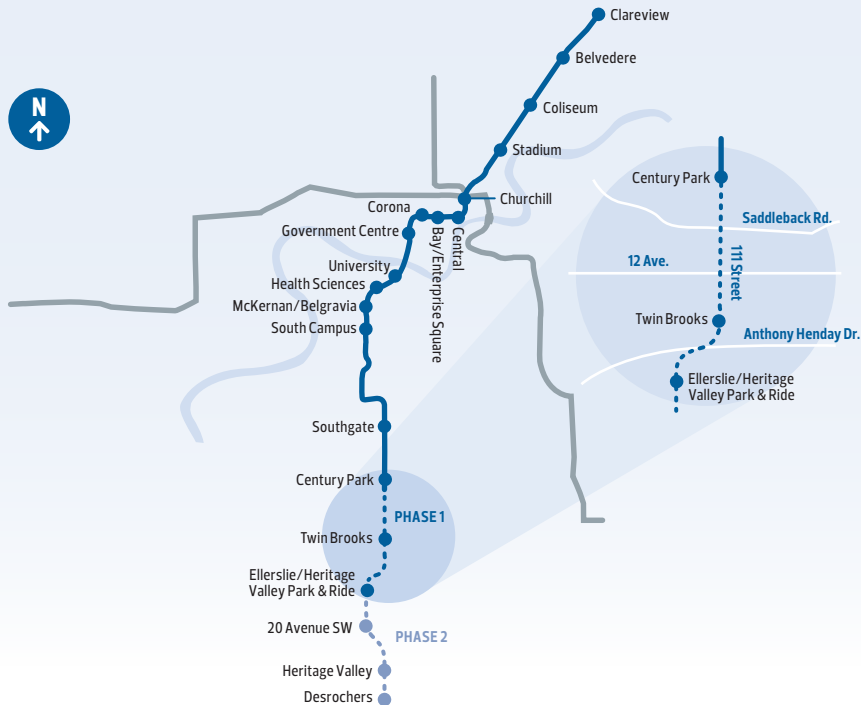 Clareview
Belvedere
N
Coliseum
Stadium
Century Park
Churchill
Corona
Saddleback Rd.
Government Centre
Central
Bay/Enterprise Square
111 Street
12 Ave.
University
Health Sciences
McKernan/Belgravia
South Campus
Twin Brooks
Anthony Henday Dr.
Ellerslie/Heritage
Valley Park & Ride
Southgate
Century Park
PHASE 1
Twin Brooks
Ellerslie/Heritage
Valley Park & Ride
20 Avenue SW
PHASE 2
Heritage Valley
Desrochers